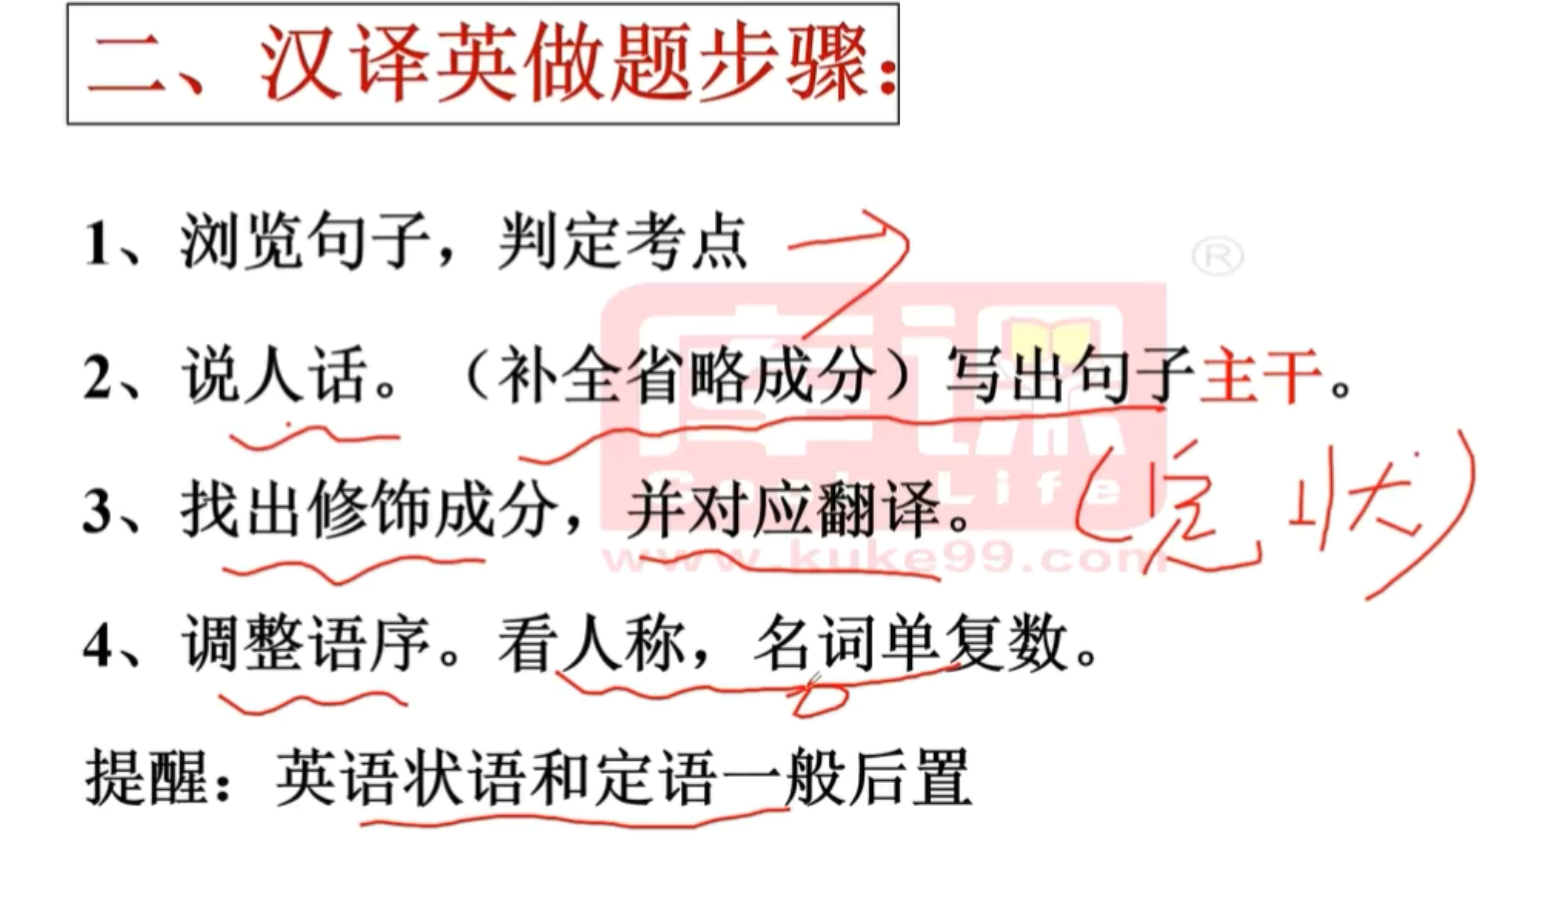 二、汉译英做题步骤：
1、浏览句子，判定考点
®
2、说人话。（补全省略成分）写出句子主干。
库课
3、找出修饰成分，并对应翻译。（定 状）
Life
www.kuke99.com
4、调整语序。看人称，名词单复数。
提醒：英语状语和定语一般后置